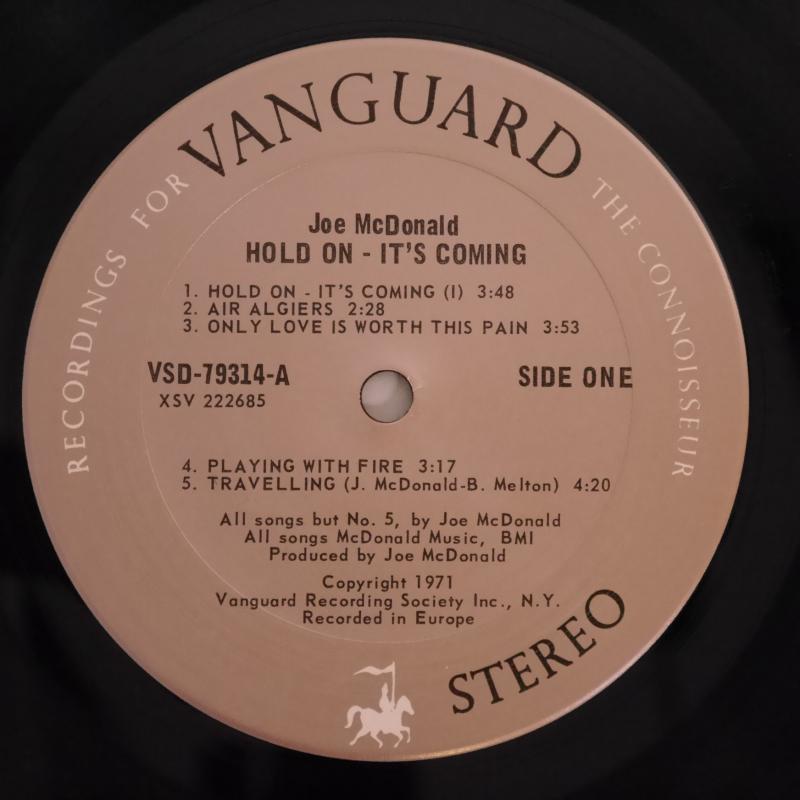 RECORDINGS FOR VANGUARD THE CONNOISSEUR
Joe McDonald
HOLD ON - IT'S COMING
1. HOLD ON - IT'S COMING (I) 3:48
2. AIR ALGIERS 2:28
3. ONLY LOVE IS WORTH THIS PAIN 3:53
VSD-79314-A
SIDE ONE
XSV 222685
4. PLAYING WITH FIRE 3:17
5. TRAVELLING (J. McDonald-B. Melton) 4:20
All songs but No. 5, by Joe McDonald
All songs McDonald Music, BMI
Produced by Joe McDonald
Copyright 1971
Vanguard Recording Society Inc., N.Y.
Recorded in Europe
STEREO